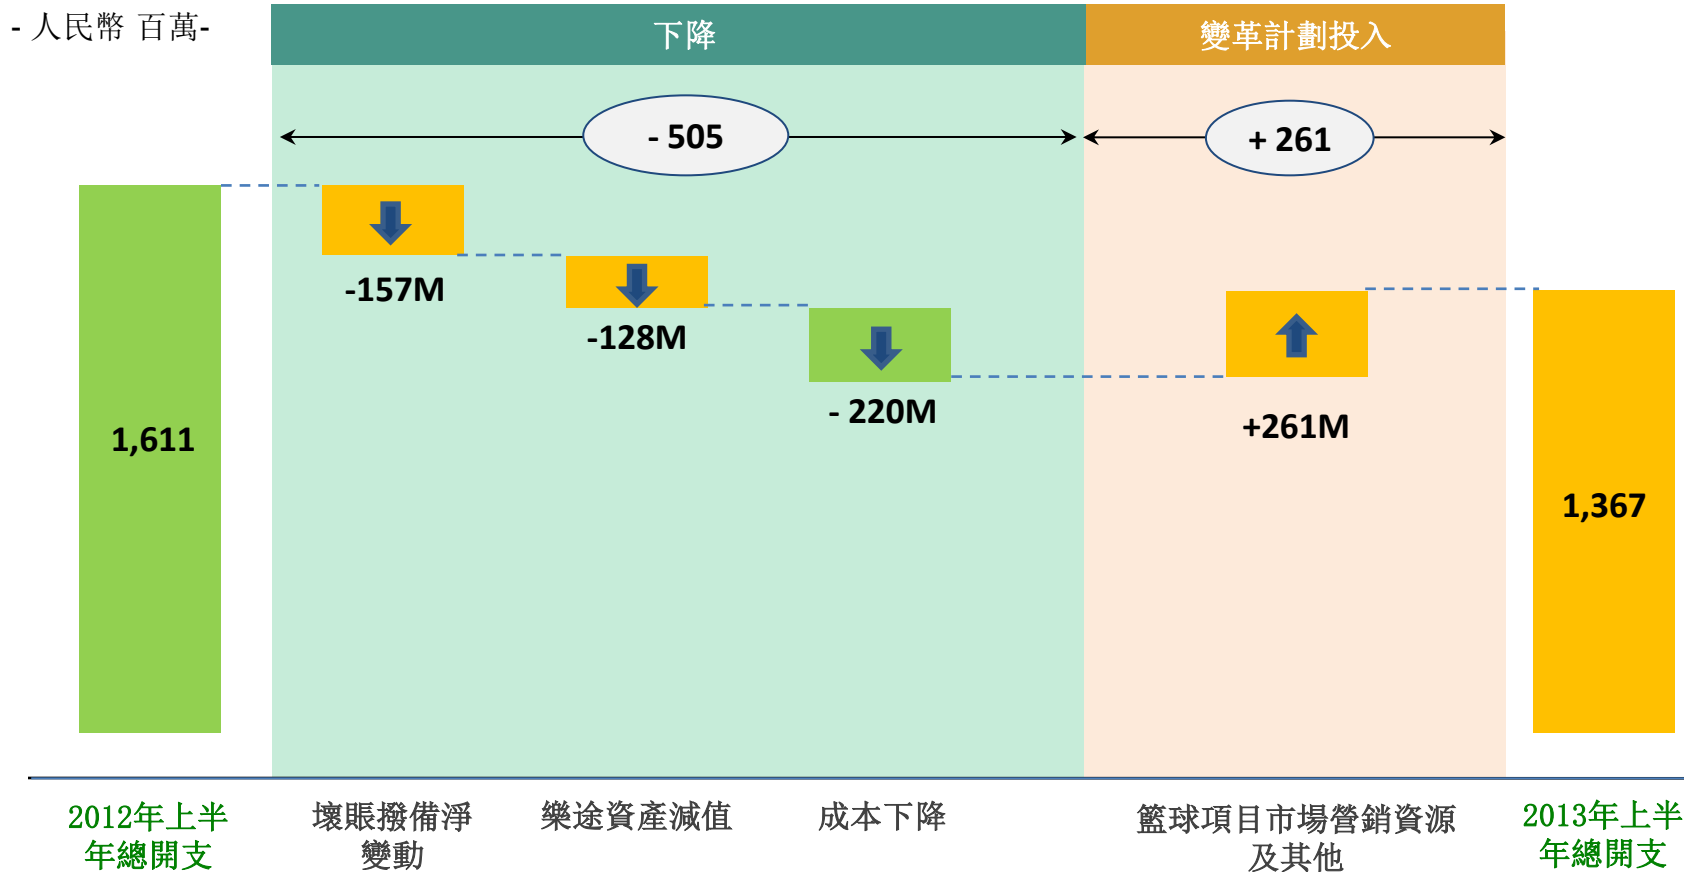 - 人民幣 百萬-
下降
變革計劃投入
- 505
+ 261
-157M
-128M
- 220M
+261M
1,611
1,367
2012年上半
年總開支
壞賬撥備淨
變動
樂途資產減值
成本下降
籃球項目市場營銷資源
及其他
2013年上半
年總開支